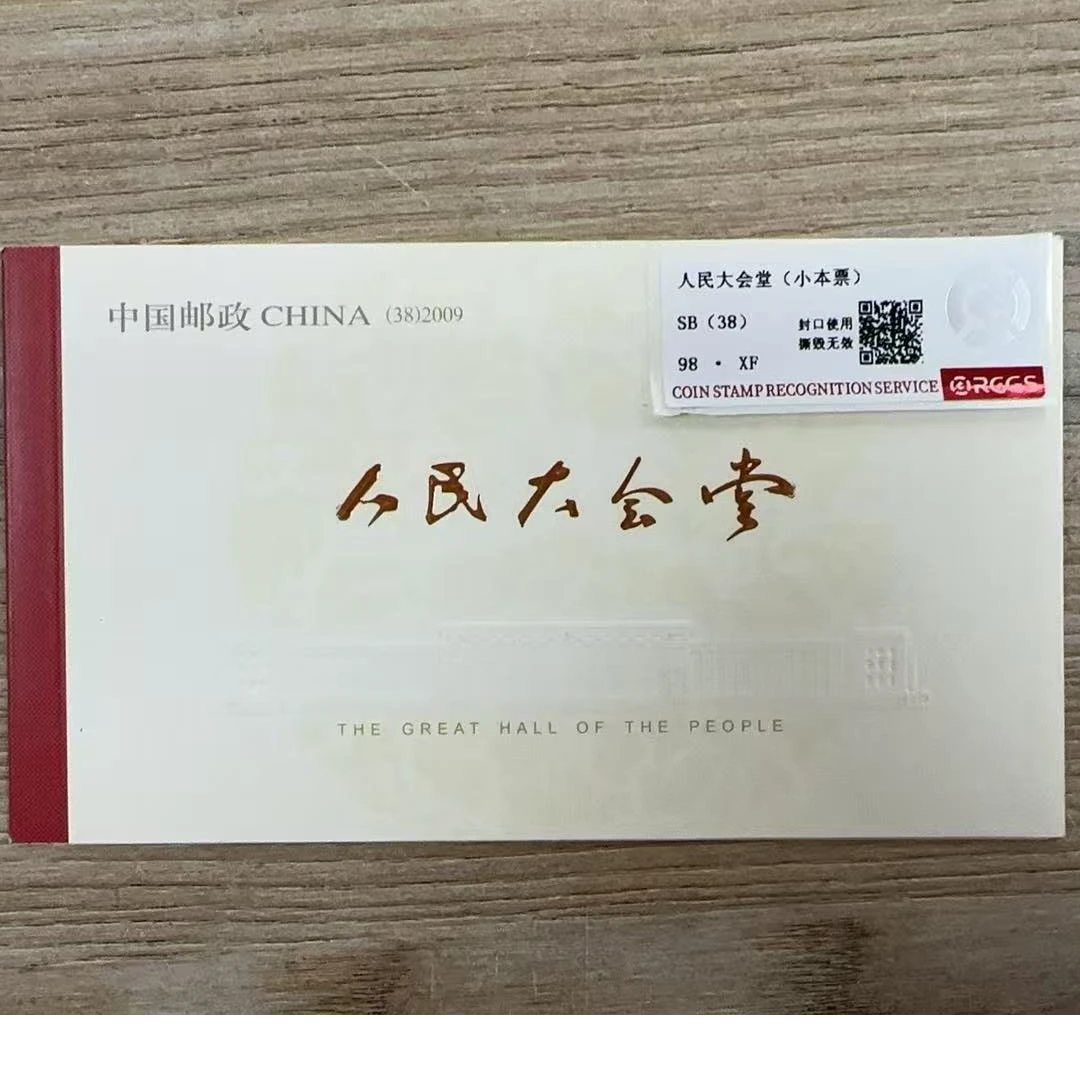 中国邮政 CHINA (38)2009
人民大会堂（小本票）
SB（38）
封口使用
撕毁无效
98 · XF
COIN STAMP RECOGNITION SERVICE RCCS
人民大会堂
THE GREAT HALL OF THE PEOPLE